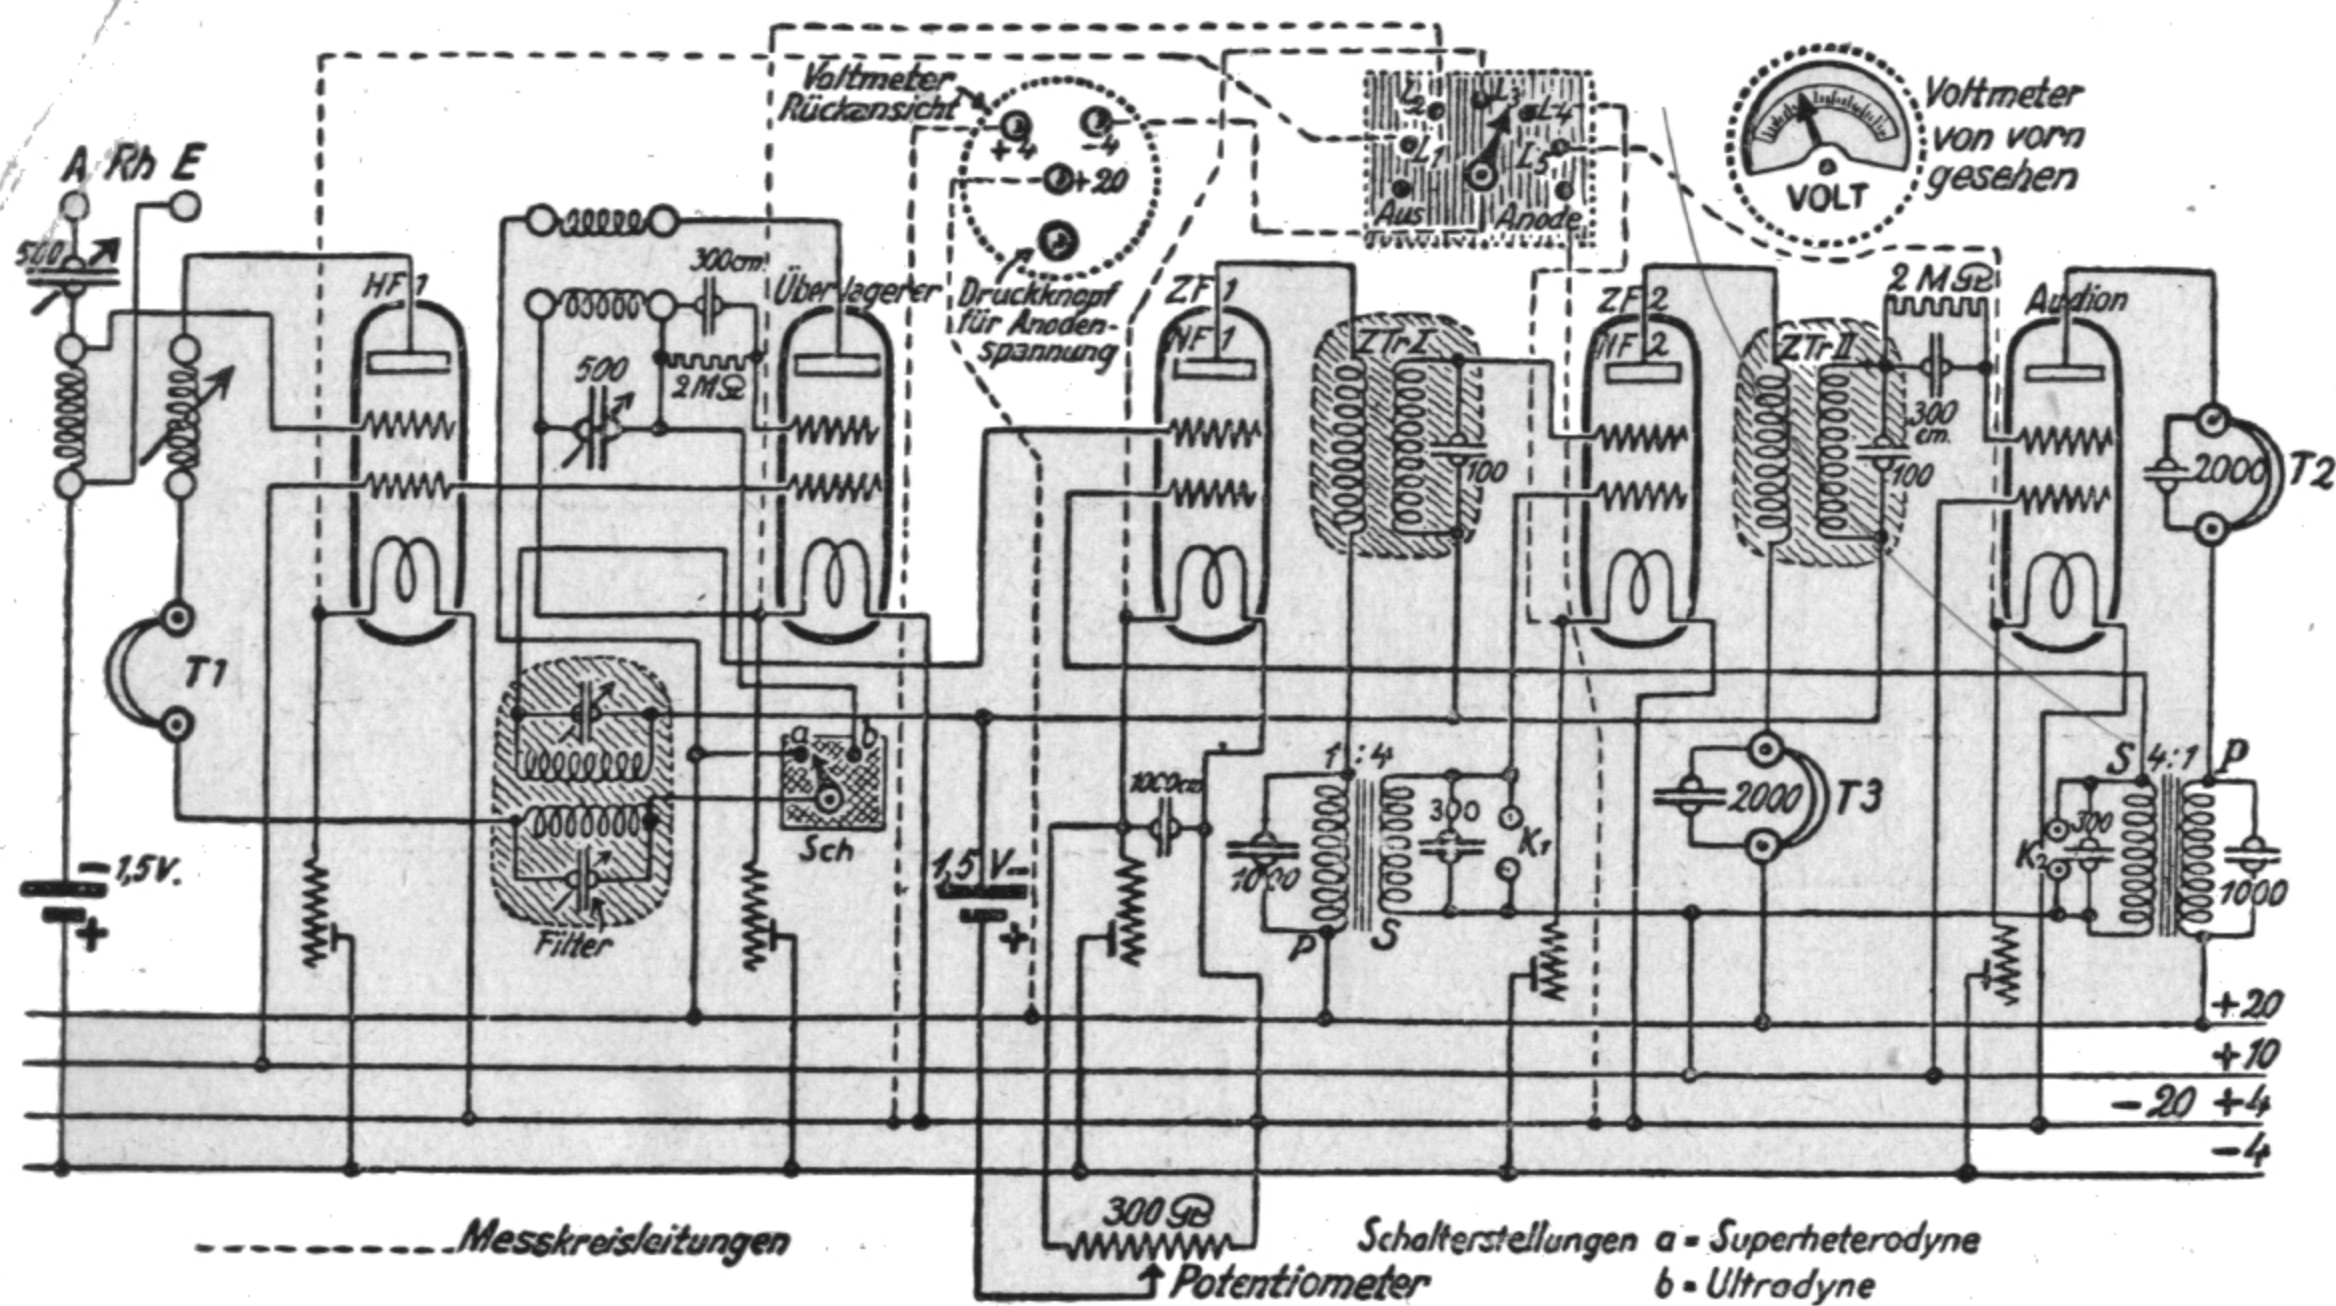 Voltmeter
Rückansicht
+4
-4
+20
Druckknopf
für Anoden-
spannung
L1
L2
L3
L4
L5
Aus
Anode
VOLT
Voltmeter
von vorn
gesehen
A Rh E
500
HF 1
300cm
2MΩ
500
Überlagerer
ZF 1
NF 1
ZTr I
100
ZF 2
NF 2
ZTr II
2 MΩ
300
cm.
100
Audion
2000
T2
T1
a
b
Sch
Filter
-1,5V.
+
1,5 V-
+
1000cm
1:4
1000
P
S
300
K1
2000
T3
S 4:1 P
K2
300
1000
+20
+10
-20 +4
-4
300 Ω
Potentiometer
Messkreisleitungen
Schalterstellungen a = Superheterodyne
b = Ultradyne